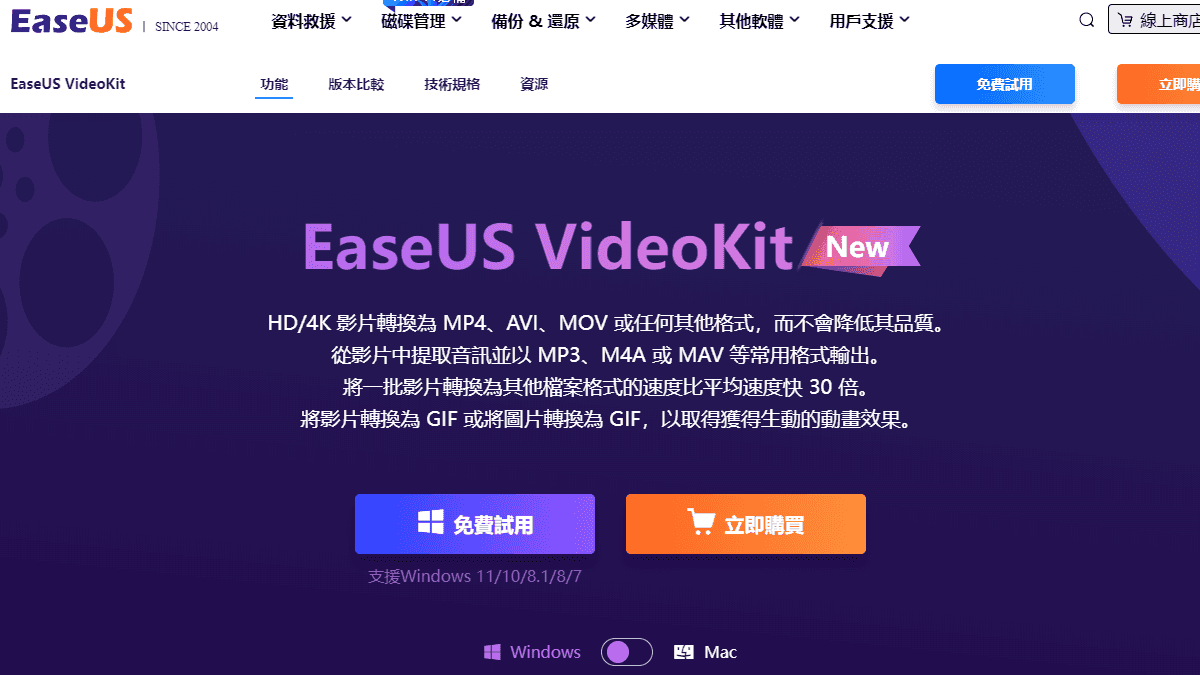 EaseUS | SINCE 2004
資料救援 磁碟管理 備份 & 還原 多媒體 其他軟體 用戶支援 線上商店
EaseUS VideoKit 功能 版本比較 技術規格 資源 免費試用 立即購
EaseUS VideoKit New
HD/4K 影片轉換為 MP4、AVI、MOV 或任何其他格式，而不會降低其品質。
從影片中提取音訊並以 MP3、M4A 或 MAV 等常用格式輸出。
將一批影片轉換為其他檔案格式的速度比平均速度快 30 倍。
將影片轉換為 GIF 或將圖片轉換為 GIF，以取得獲得生動的動畫效果。
免費試用 立即購買
支援Windows 11/10/8.1/8/7
Windows Mac